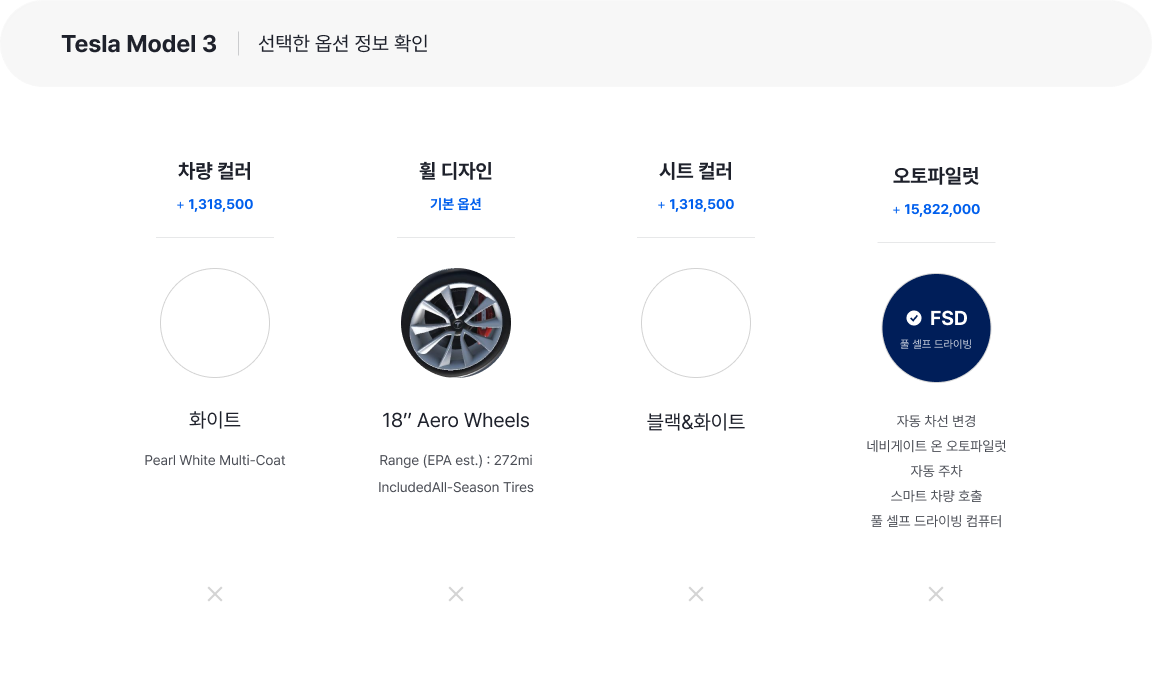 Tesla Model 3
선택한 옵션 정보 확인
차량 컬러
+ 1,318,500
화이트
Pearl White Multi-Coat
휠 디자인
기본 옵션
18″ Aero Wheels
Range (EPA est.) : 272mi
IncludedAll-Season Tires
시트 컬러
+ 1,318,500
블랙&화이트
오토파일럿
+ 15,822,000
FSD
풀 셀프 드라이빙
자동 차선 변경
네비게이트 온 오토파일럿
자동 주차
스마트 차량 호출
풀 셀프 드라이빙 컴퓨터